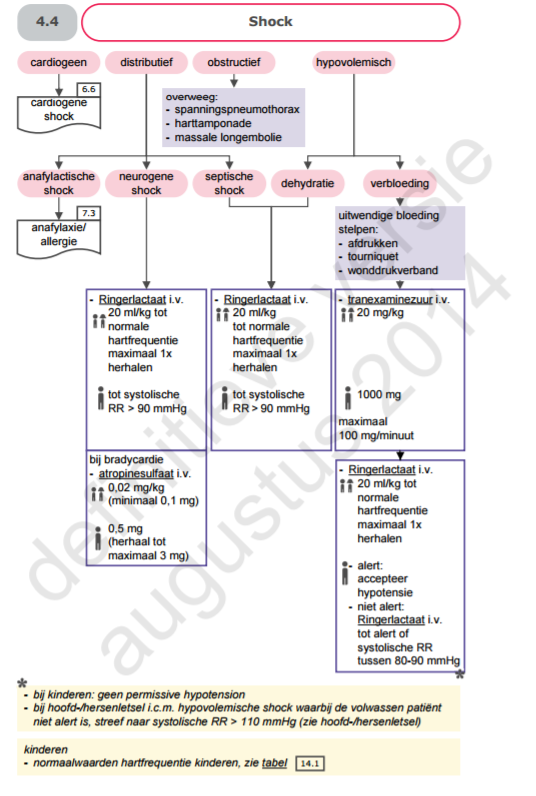 4.4
Shock
cardiogeen
distributief
obstructief
hypovolemisch
6.6
cardiogene
shock
overweeg:
- spanningspneumothorax
- harttamponade
- massale longembolie
anafylactische
shock
neurogene
shock
septische
shock
dehydratie
verbloeding
7.3
anafylaxie/
allergie
uitwendige bloeding
stelpen:
- afdrukken
- tourniquet
- wonddrukverband
- Ringerlactaat i.v.
20 ml/kg tot
normale
hartfrequentie
maximaal 1x
herhalen
tot systolische
RR > 90 mmHg
- Ringerlactaat i.v.
20 ml/kg
tot normale
hartfrequentie
maximaal 1x
herhalen
tot systolische
RR > 90 mmHg
- tranexaminezuur i.v.
20 mg/kg
1000 mg
maximaal
100 mg/minuut
bij bradycardie
- atropinesulfaat i.v.
0,02 mg/kg
(minimaal 0,1 mg)
0,5 mg
(herhaal tot
maximaal 3 mg)
- Ringerlactaat i.v.
20 ml/kg tot
normale
hartfrequentie
maximaal 1x
herhalen
- alert:
accepteer
hypotensie
- niet alert:
Ringerlactaat i.v.
tot alert of
systolische RR
tussen 80-90 mmHg
*
*
- bij kinderen: geen permissive hypotension
- bij hoofd-/hersenletsel i.c.m. hypovolemische shock waarbij de volwassen patiënt
niet alert is, streef naar systolische RR > 110 mmHg (zie hoofd-/hersenletsel)
kinderen
- normaalwaarden hartfrequentie kinderen, zie tabel 14.1
definitieve versie
augustus 2014